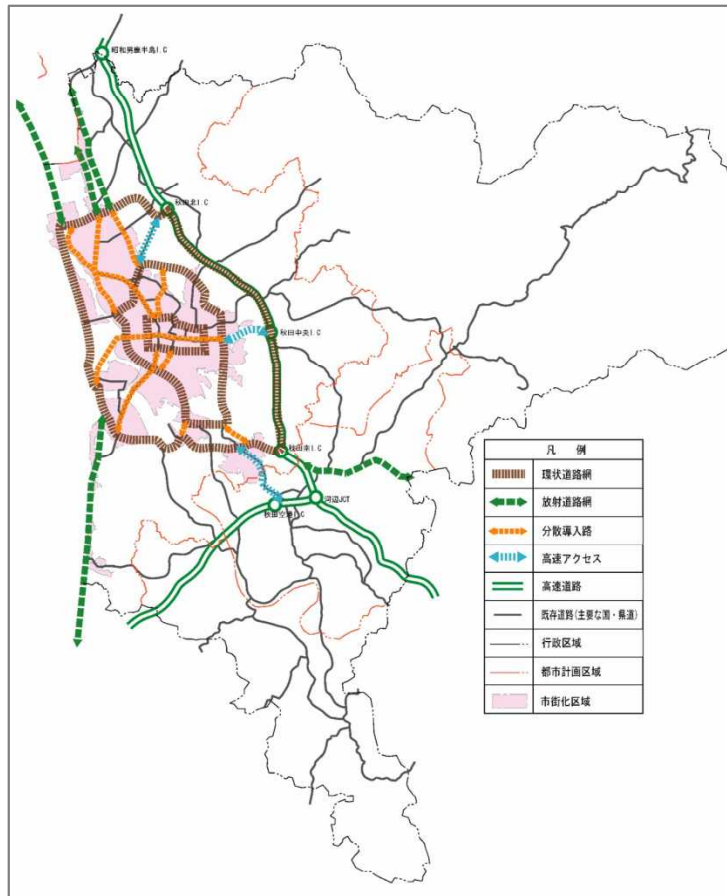 昭和男鹿半島I.C
秋田北I.C
秋田中央I.C
秋田南I.C
河辺JCT
秋田空港I.C
凡 例
環状道路網
放射道路網
分散導入路
高速アクセス
高速道路
既存道路(主要な国・県道)
行政区域
都市計画区域
市街化区域